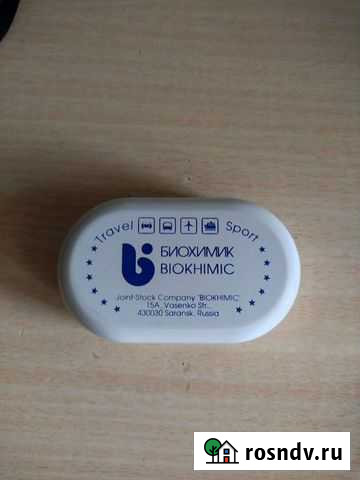 Travel Sport
БИОХИМИК
BIOKHIMIC
Joint-Stock Company "BIOKHIMIC"
15A, Vasenko Str.,
430030 Saransk, Russia
rosndv.ru